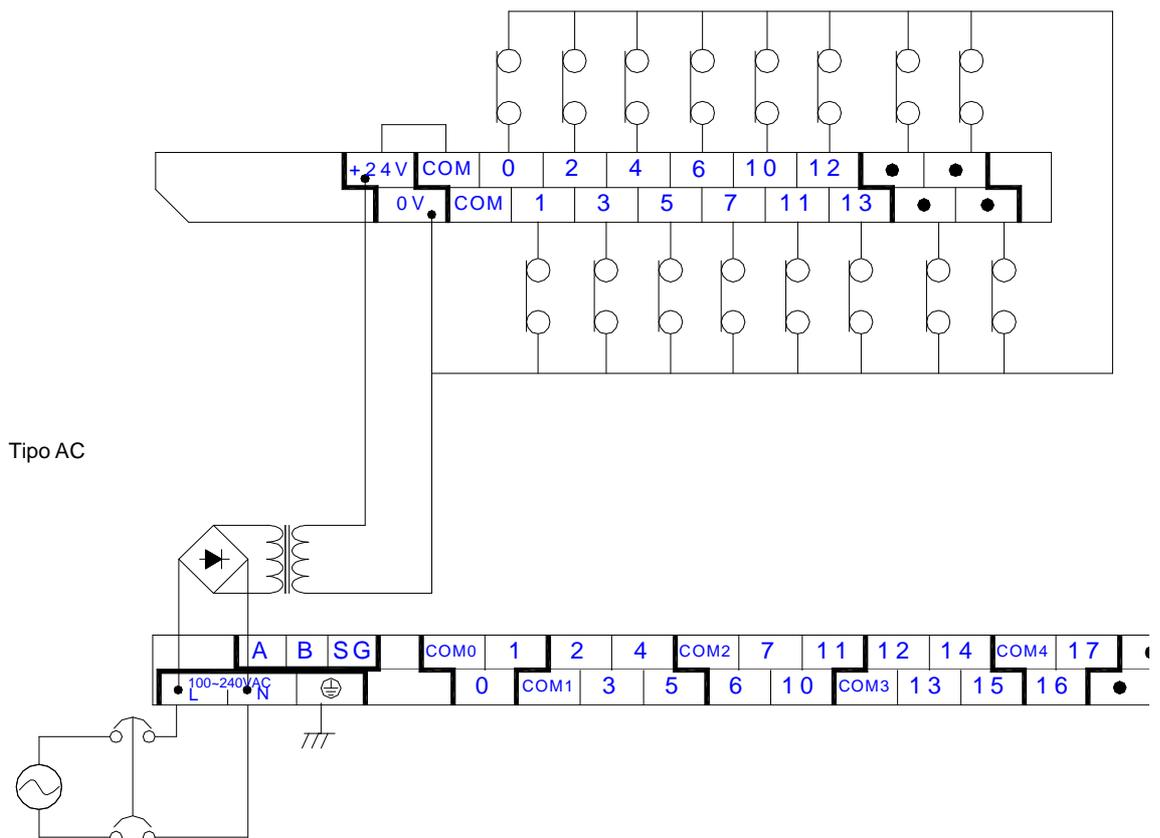 +24V COM 0 2 4 6 10 12
0V COM 1 3 5 7 11 13
Tipo AC
A B SG COM0 1 2 4 COM2 7 11 12 14 COM4 17
100~240VAC
L N 0 COM1 3 5 6 10 COM3 13 15 16